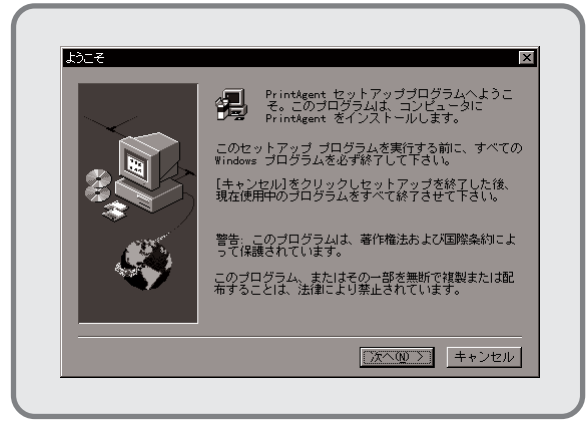 ようこそ
PrintAgent セットアッププログラムへようこ
そ。このプログラムは、コンピュータに
PrintAgent をインストールします。
このセットアップ プログラムを実行する前に、すべての
Windows プログラムを必ず終了して下さい。
[キャンセル]をクリックしセットアップを終了した後、
現在使用中のプログラムをすべて終了させて下さい。
警告: このプログラムは、著作権法および国際条約によ
って保護されています。
このプログラム、またはその一部を無断で複製または配
布することは、法律により禁止されています。
次へ(N) >
キャンセル